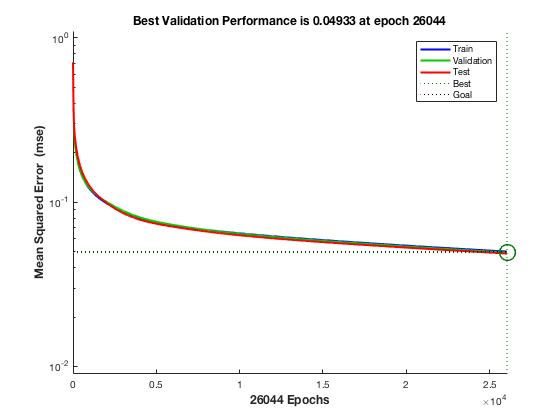 Best Validation Performance is 0.04933 at epoch 26044
10^0
10^-1
10^-2
Mean Squared Error (mse)
Train
Validation
Test
Best
Goal
0 0.5 1 1.5 2 2.5
×10^4
26044 Epochs